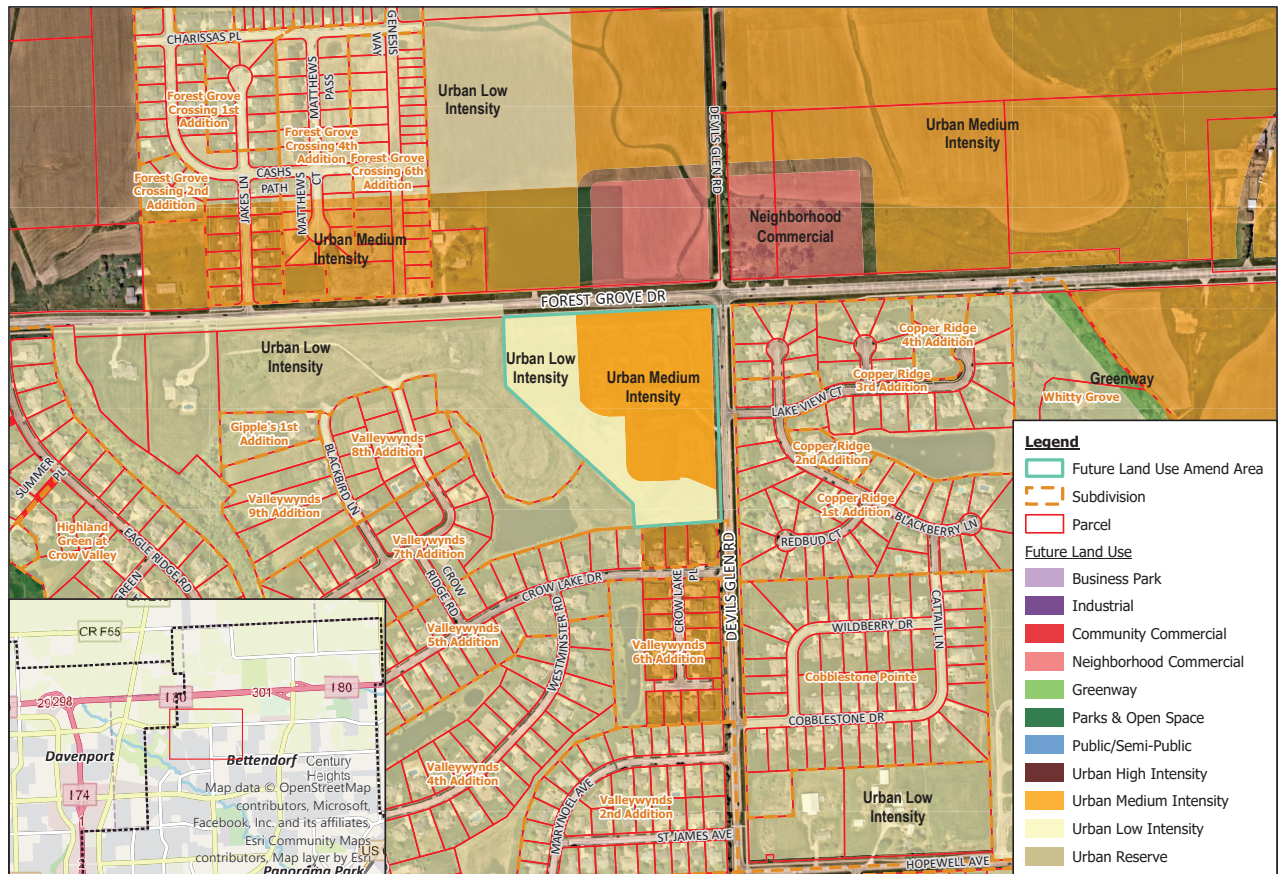 CHARISSAS PL
GENESIS
WAY
MATTHEWS
PASS
Forest Grove
Crossing 1st
Addition
Forest Grove
Crossing 4th
Addition
Forest Grove
Crossing 6th
Addition
Forest Grove
Crossing 2nd
Addition
CASHS
PATH
JAKES LN
MATTHEWS
CT
Urban Medium
Intensity
Urban Low
Intensity
DEVILS GLEN RD
Urban Medium
Intensity
Neighborhood
Commercial
FOREST GROVE DR
Urban Low
Intensity
Urban Low
Intensity
Urban Medium
Intensity
Copper Ridge
4th Addition
Copper Ridge
3rd Addition
LAKE VIEW CT
Greenway
Whitty Grove
Copper Ridge
2nd Addition
Copper Ridge
1st Addition
BLACKBERRY LN
REDBUD CT
CATTAIL LN
WILDBERRY DR
Cobblestone Pointe
COBBLESTONE DR
Urban Low
Intensity
HOPEWELL AVE
DEVILS GLEN RD
Gipple's 1st
Addition
Valleywynds
8th Addition
BLACKBIRD LN
Valleywynds
9th Addition
Valleywynds
7th Addition
CROW
RIDGE RD
SUMMER
PL
Highland
Green at
Crow Valley
EAGLE RIDGE RD
GREEN
CROW LAKE DR
CROW LAKE
PL
Valleywynds
5th Addition
WESTMINSTER RD
Valleywynds
6th Addition
Valleywynds
4th Addition
MARYNOEL AVE
Valleywynds
2nd Addition
ST JAMES AVE
CR F55
I 80
301
I 80
29
298
Davenport
Bettendorf
Century
Heights
I 74
Map data © OpenStreetMap
contributors, Microsoft,
Facebook, Inc. and its affiliates,
Esri Community Maps
contributors, Map layer by Esri
US
Panorama Park
Legend
Future Land Use Amend Area
Subdivision
Parcel
Future Land Use
Business Park
Industrial
Community Commercial
Neighborhood Commercial
Greenway
Parks & Open Space
Public/Semi-Public
Urban High Intensity
Urban Medium Intensity
Urban Low Intensity
Urban Reserve